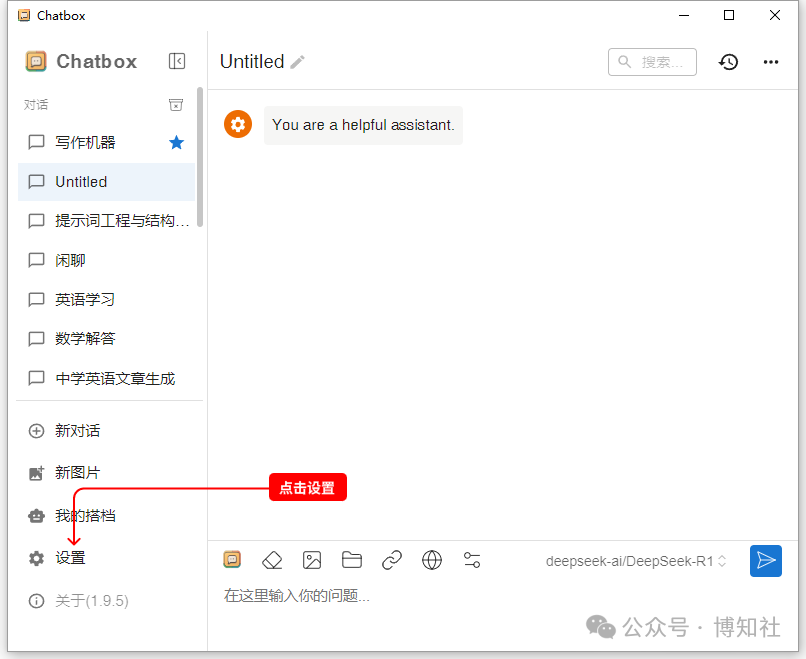 Chatbox
Chatbox
Untitled
搜索...
对话
写作机器
Untitled
提示词工程与结构...
闲聊
英语学习
数学解答
中学英语文章生成
You are a helpful assistant.
新对话
新图片
点击设置
我的搭档
设置
关于(1.9.5)
deepseek-ai/DeepSeek-R1
在这里输入你的问题...
公众号 · 博知社